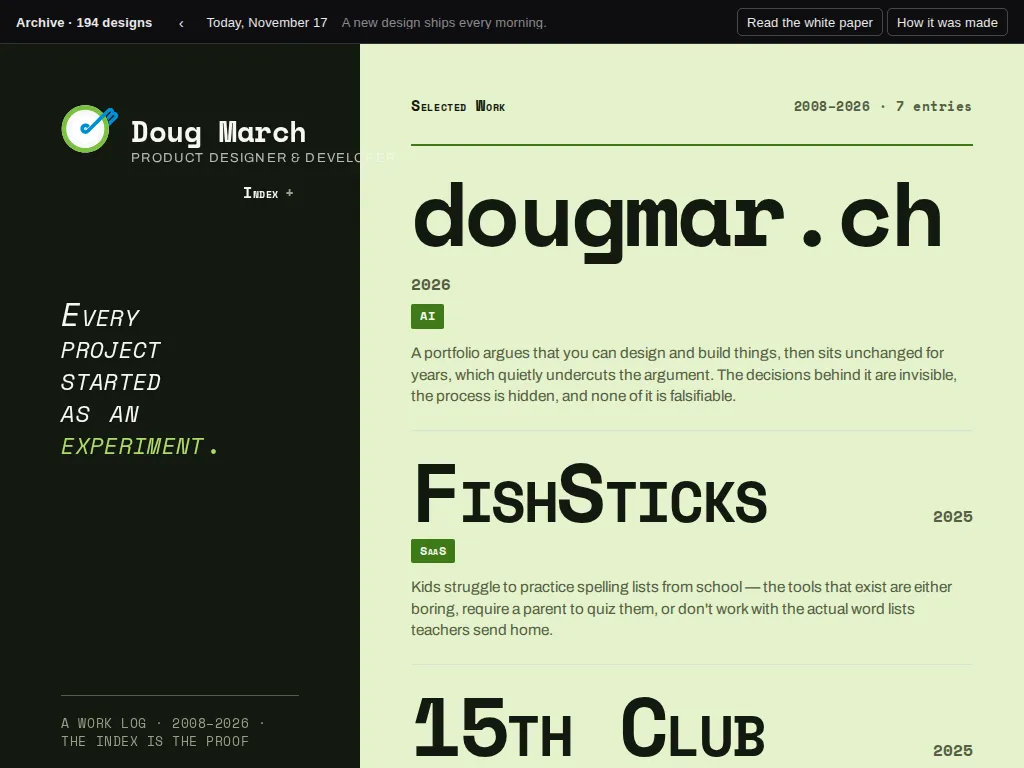 Archive · 194 designs ‹ Today, November 17 A new design ships every morning. Read the white paper How it was made
Doug March
PRODUCT DESIGNER & DEVELOPER
Index +
Every
project
started
as an
experiment.
A WORK LOG · 2008–2026 ·
THE INDEX IS THE PROOF
Selected Work 2008–2026 · 7 entries
dougmar.ch
2026
AI
A portfolio argues that you can design and build things, then sits unchanged for
years, which quietly undercuts the argument. The decisions behind it are invisible,
the process is hidden, and none of it is falsifiable.
FishSticks 2025
SaaS
Kids struggle to practice spelling lists from school — the tools that exist are either
boring, require a parent to quiz them, or don't work with the actual word lists
teachers send home.
15th Club 2025